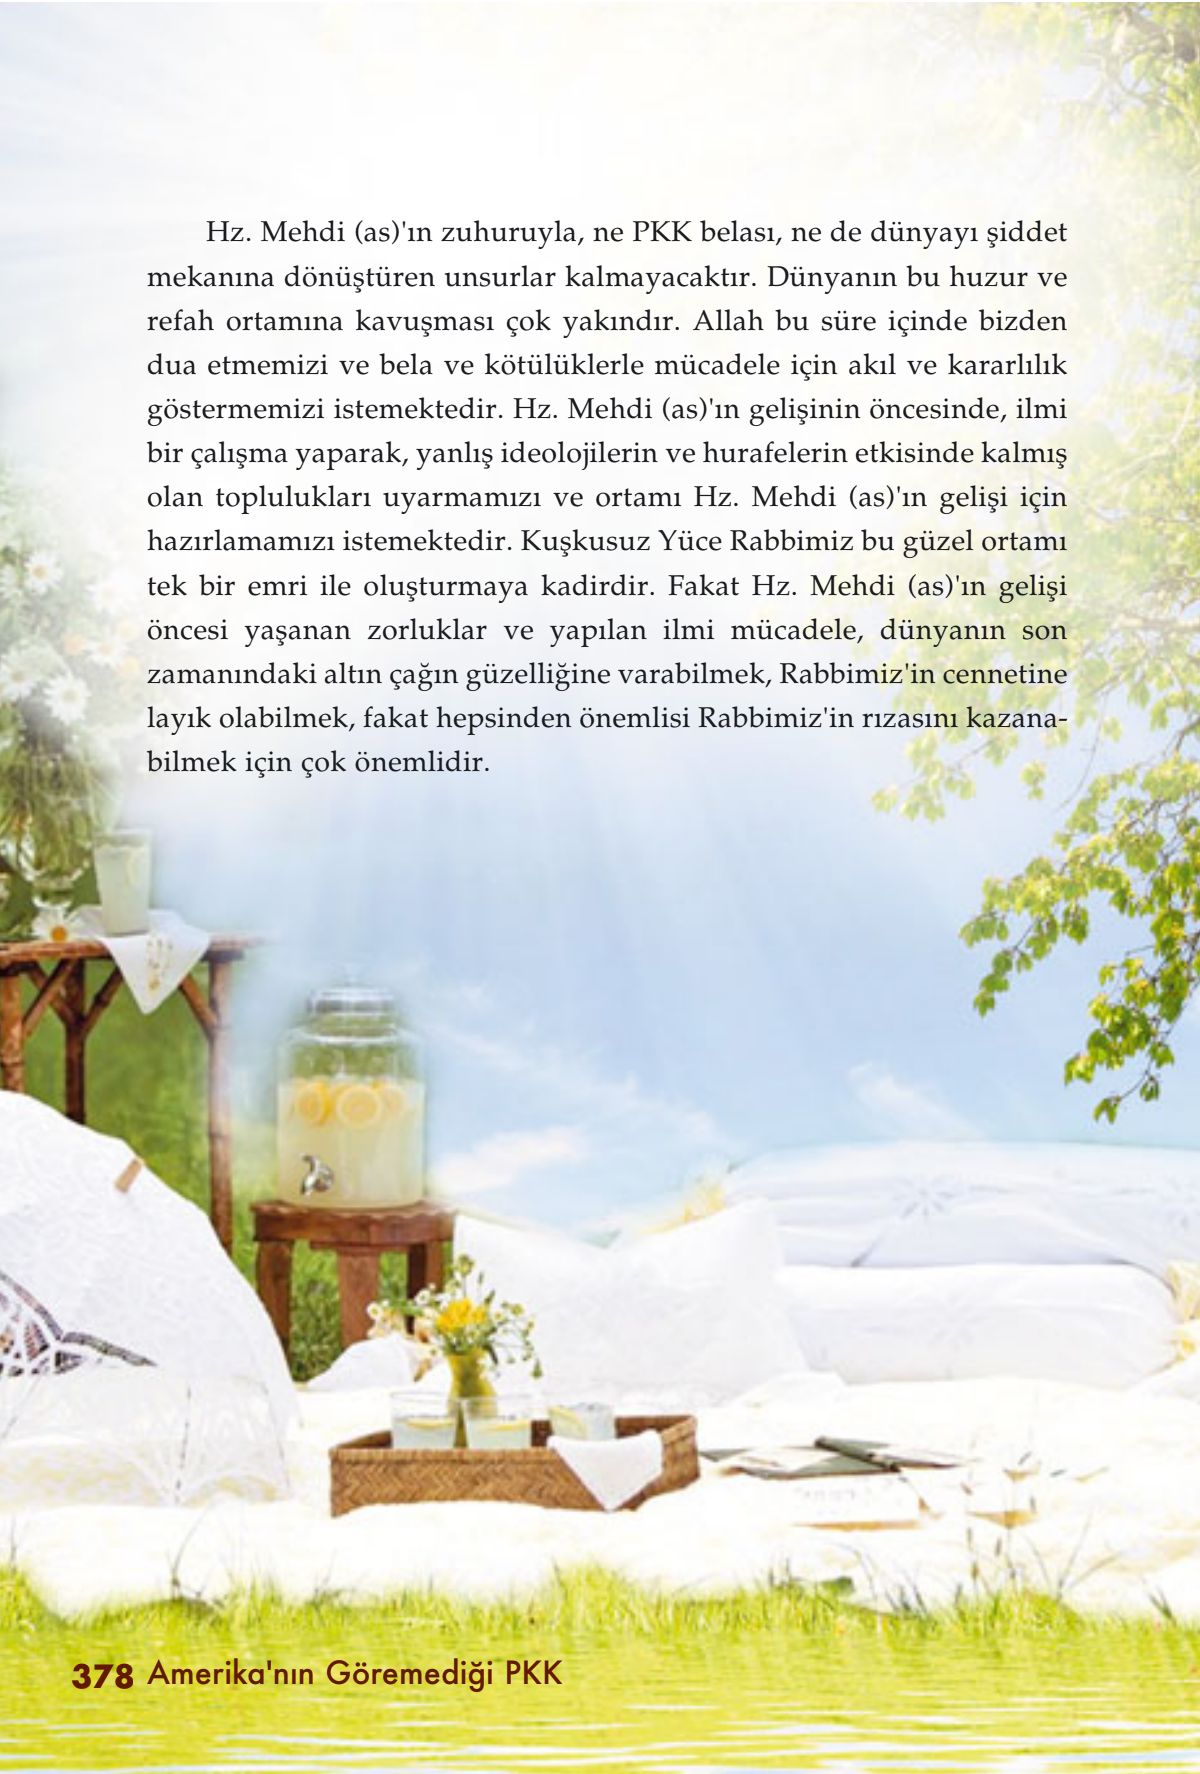 Hz. Mehdi (as)'ın zuhuruyla, ne PKK belası, ne de dünyayı şiddet
mekanına dönüştüren unsurlar kalmayacaktır. Dünyanın bu huzur ve
refah ortamına kavuşması çok yakındır. Allah bu süre içinde bizden
dua etmemizi ve bela ve kötülüklerle mücadele için akıl ve kararlılık
göstermemizi istemektedir. Hz. Mehdi (as)'ın gelişinin öncesinde, ilmi
bir çalışma yaparak, yanlış ideolojilerin ve hurafelerin etkisinde kalmış
olan toplulukları uyarmamızı ve ortamı Hz. Mehdi (as)'ın gelişi için
hazırlamamızı istemektedir. Kuşkusuz Yüce Rabbimiz bu güzel ortamı
tek bir emri ile oluşturmaya kadirdir. Fakat Hz. Mehdi (as)'ın gelişi
öncesi yaşanan zorluklar ve yapılan ilmi mücadele, dünyanın son
zamanındaki altın çağın güzelliğine varabilmek, Rabbimiz'in cennetine
layık olabilmek, fakat hepsinden önemlisi Rabbimiz'in rızasını kazana-
bilmek için çok önemlidir.
378 Amerika'nın Göremediği PKK